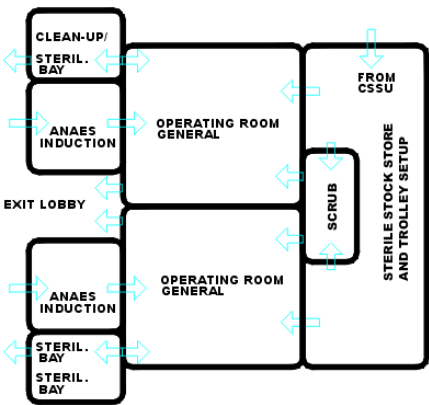 CLEAN-UP/
STERIL.
BAY
ANAES
INDUCTION
OPERATING ROOM
GENERAL
FROM
CSSU
SCRUB
STERILE STOCK STORE
AND TROLLEY SETUP
EXIT LOBBY
ANAES
INDUCTION
OPERATING ROOM
GENERAL
STERIL.
BAY
STERIL.
BAY